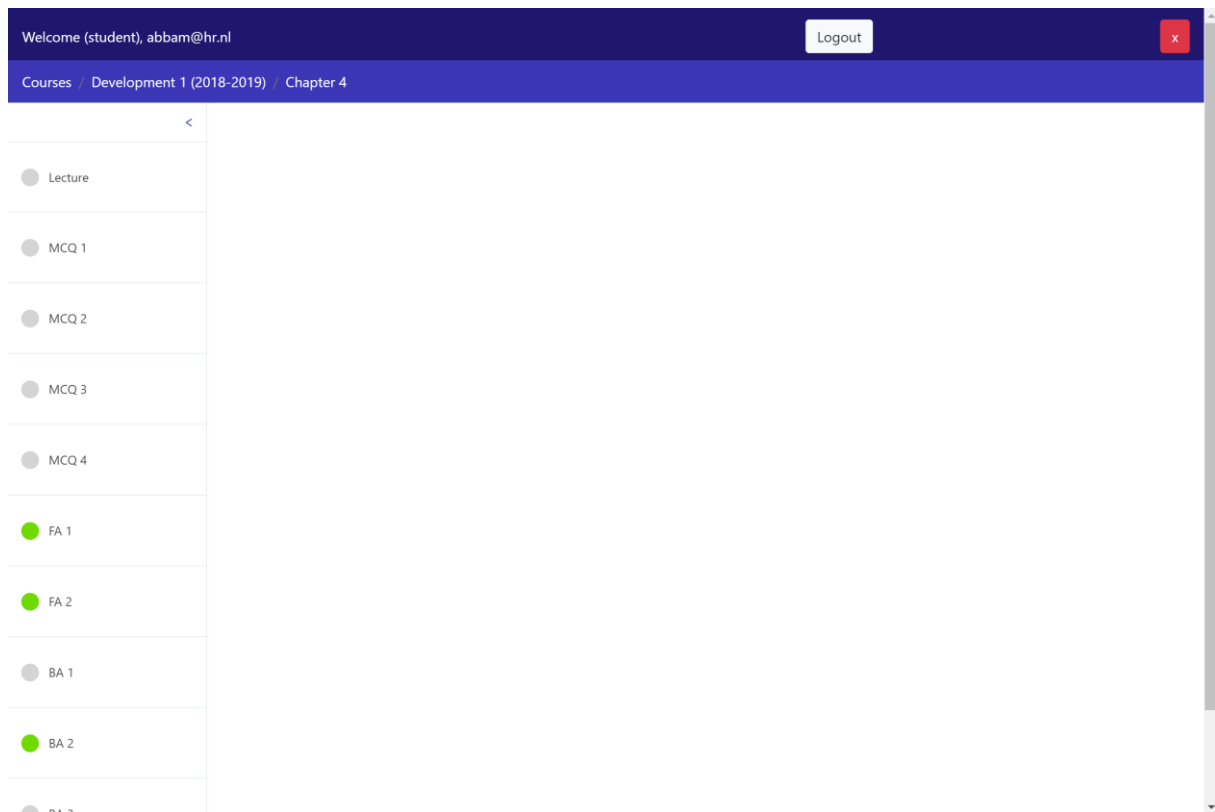 Welcome (student), abbam@hr.nl
Logout
x
Courses / Development 1 (2018-2019) / Chapter 4
<
Lecture
MCQ 1
MCQ 2
MCQ 3
MCQ 4
FA 1
FA 2
BA 1
BA 2